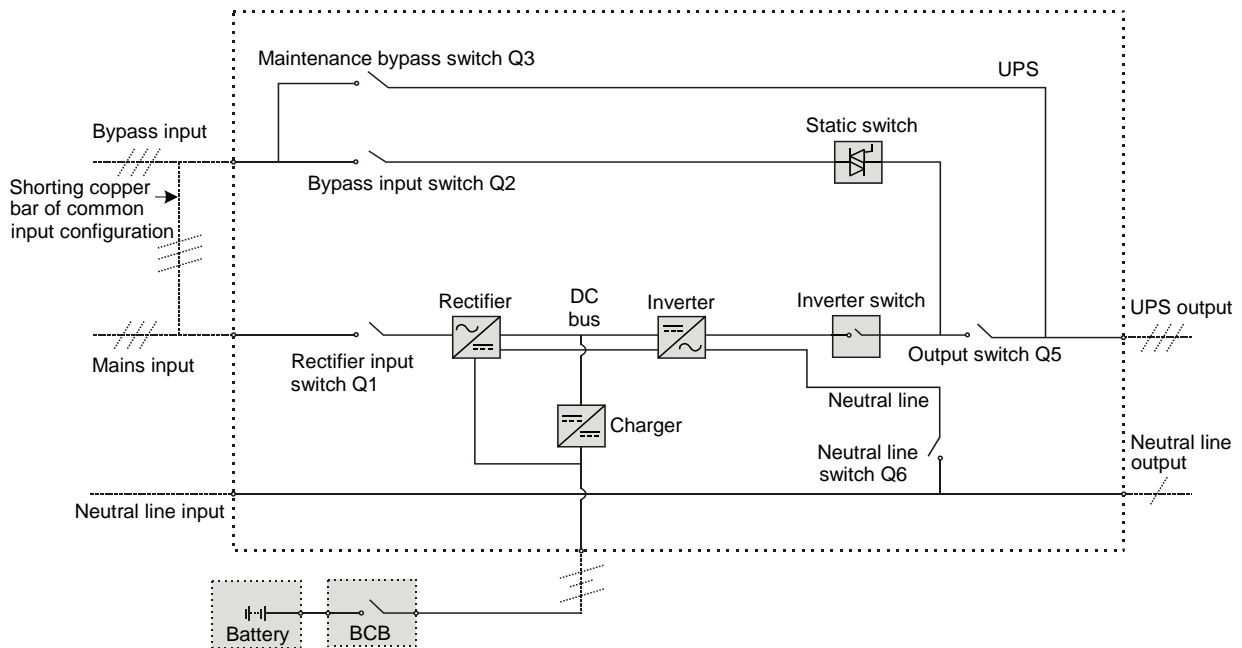 Maintenance bypass switch Q3
UPS
Bypass input
Static switch
Shorting copper
bar of common
input configuration
Bypass input switch Q2
Rectifier
DC
bus
Inverter
Inverter switch
UPS output
Mains input
Rectifier input
switch Q1
Output switch Q5
Neutral line
Charger
Neutral line
switch Q6
Neutral line
output
Neutral line input
Battery
BCB